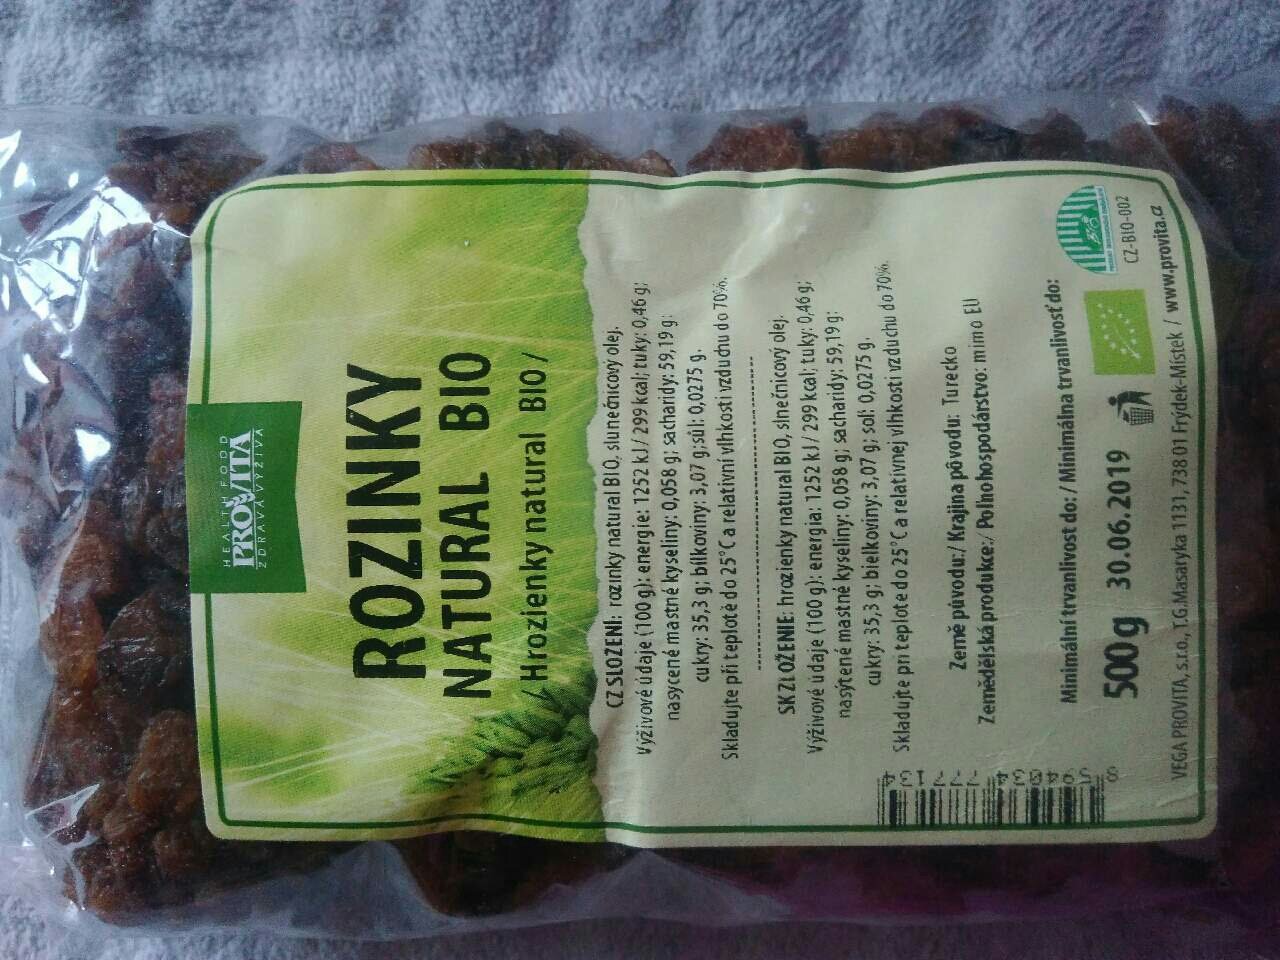 HEALTH FOOD
PROVITA
ZDRAVÁ VÝŽIVA
ROZINKY
NATURAL BIO
/ Hrozienky natural BIO /
CZ SLOŽENÍ: rozinky natural BIO, slunečnicový olej.
Výživové údaje (100 g): energie: 1252 kJ / 299 kcal; tuky: 0,46 g;
nasycené mastné kyseliny: 0,058 g; sacharidy: 59,19 g;
cukry: 35,3 g; bílkoviny: 3,07 g; sůl: 0,0275 g.
Skladujte při teplotě do 25°C a relativní vlhkosti vzduchu do 70%.
SK ZLOŽENIE: hrozienky natural BIO, slnečnicový olej.
Výživové údaje (100 g): energia: 1252 kJ / 299 kcal; tuky: 0,46 g;
nasýtené mastné kyseliny: 0,058 g; sacharidy: 59,19 g;
cukry: 35,3 g; bielkoviny: 3,07 g; soľ: 0,0275 g.
Skladujte pri teplote do 25°C a relatívnej vlhkosti vzduchu do 70%.
Země původu:/ Krajina pôvodu: Turecko
Zemědělská produkce:/ Poľnohospodárstvo: mimo EU
Minimální trvanlivost do: / Minimálna trvanlivosť do:
500 g 30.06.2019
CZ-BIO-002
VEGA PROVITA, s.r.o., T.G.Masaryka 1131, 738 01 Frýdek-Místek / www.provita.cz
8 594034 777134